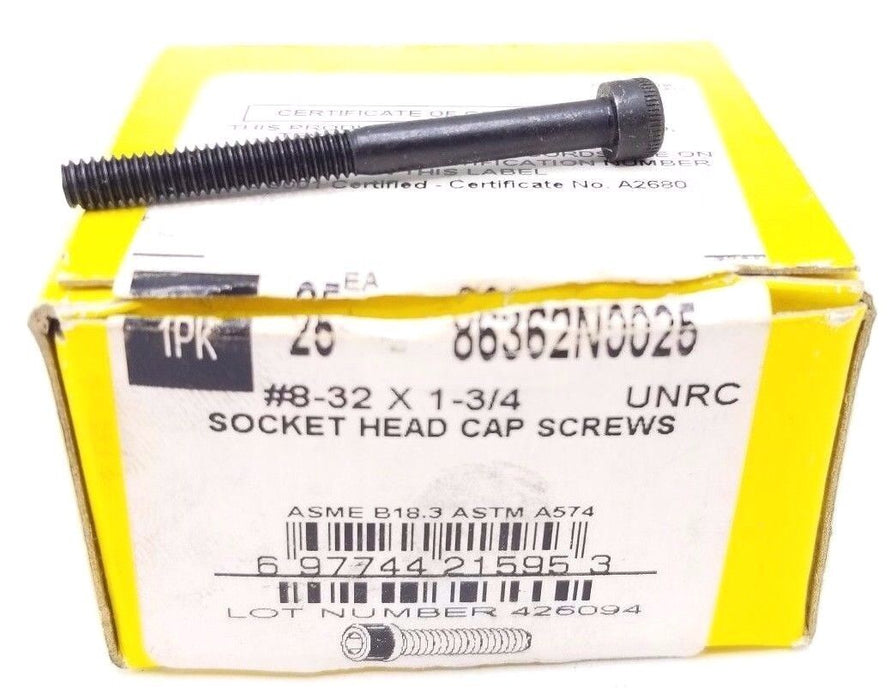 CERTIFICATE OF
THIS ON
NUMBER
THIS LABEL
Certified - Certificate No. A2680
EA
1PK 25 86362N0025
#8-32 X 1-3/4 UNRC
SOCKET HEAD CAP SCREWS
ASME B18.3 ASTM A574
6 97744 21595 3
LOT NUMBER 426094